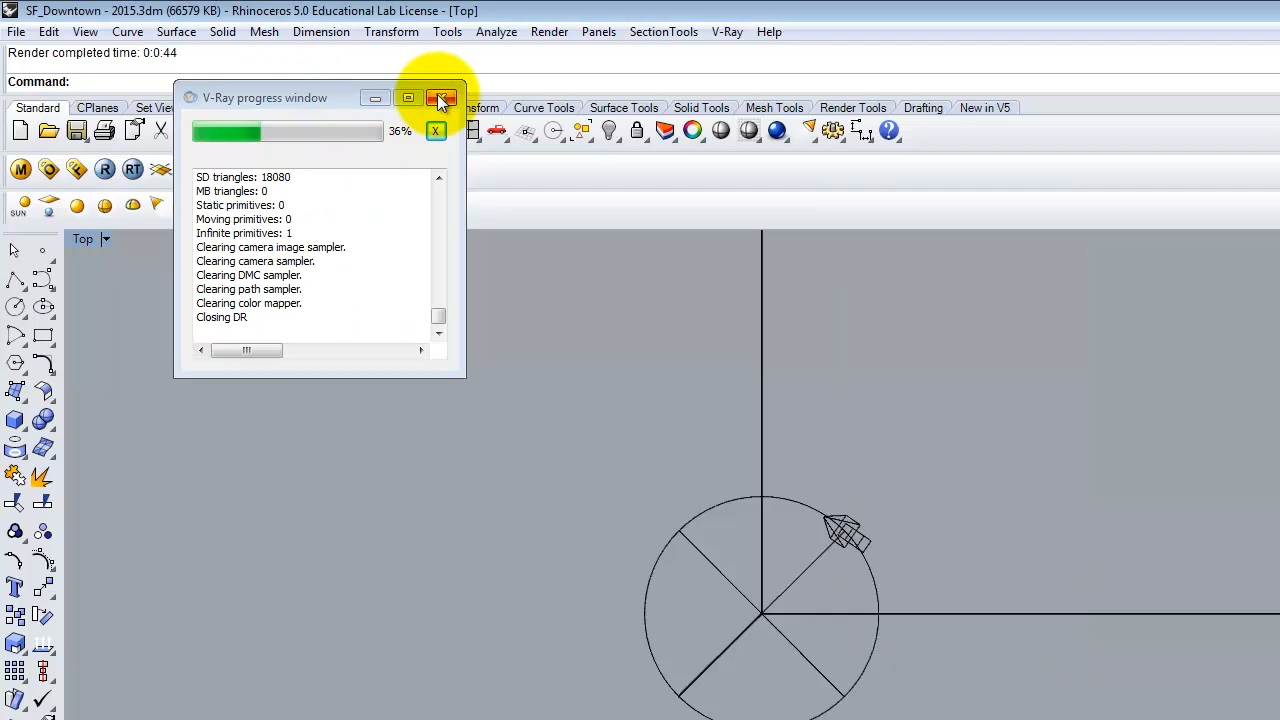 SF_Downtown - 2015.3dm (66579 KB) - Rhinoceros 5.0 Educational Lab License - [Top]
File Edit View Curve Surface Solid Mesh Dimension Transform Tools Analyze Render Panels SectionTools V-Ray Help
Render completed time: 0:0:44
Command:
V-Ray progress window
Standard CPlanes Set Vie nsform Curve Tools Surface Tools Solid Tools Mesh Tools Render Tools Drafting New in V5
36% X
M O F R RT
SD triangles: 18080
MB triangles: 0
Static primitives: 0
Moving primitives: 0
Infinite primitives: 1
Clearing camera image sampler.
Clearing camera sampler.
Clearing DMC sampler.
Clearing path sampler.
Clearing color mapper.
Closing DR
SUN
Top